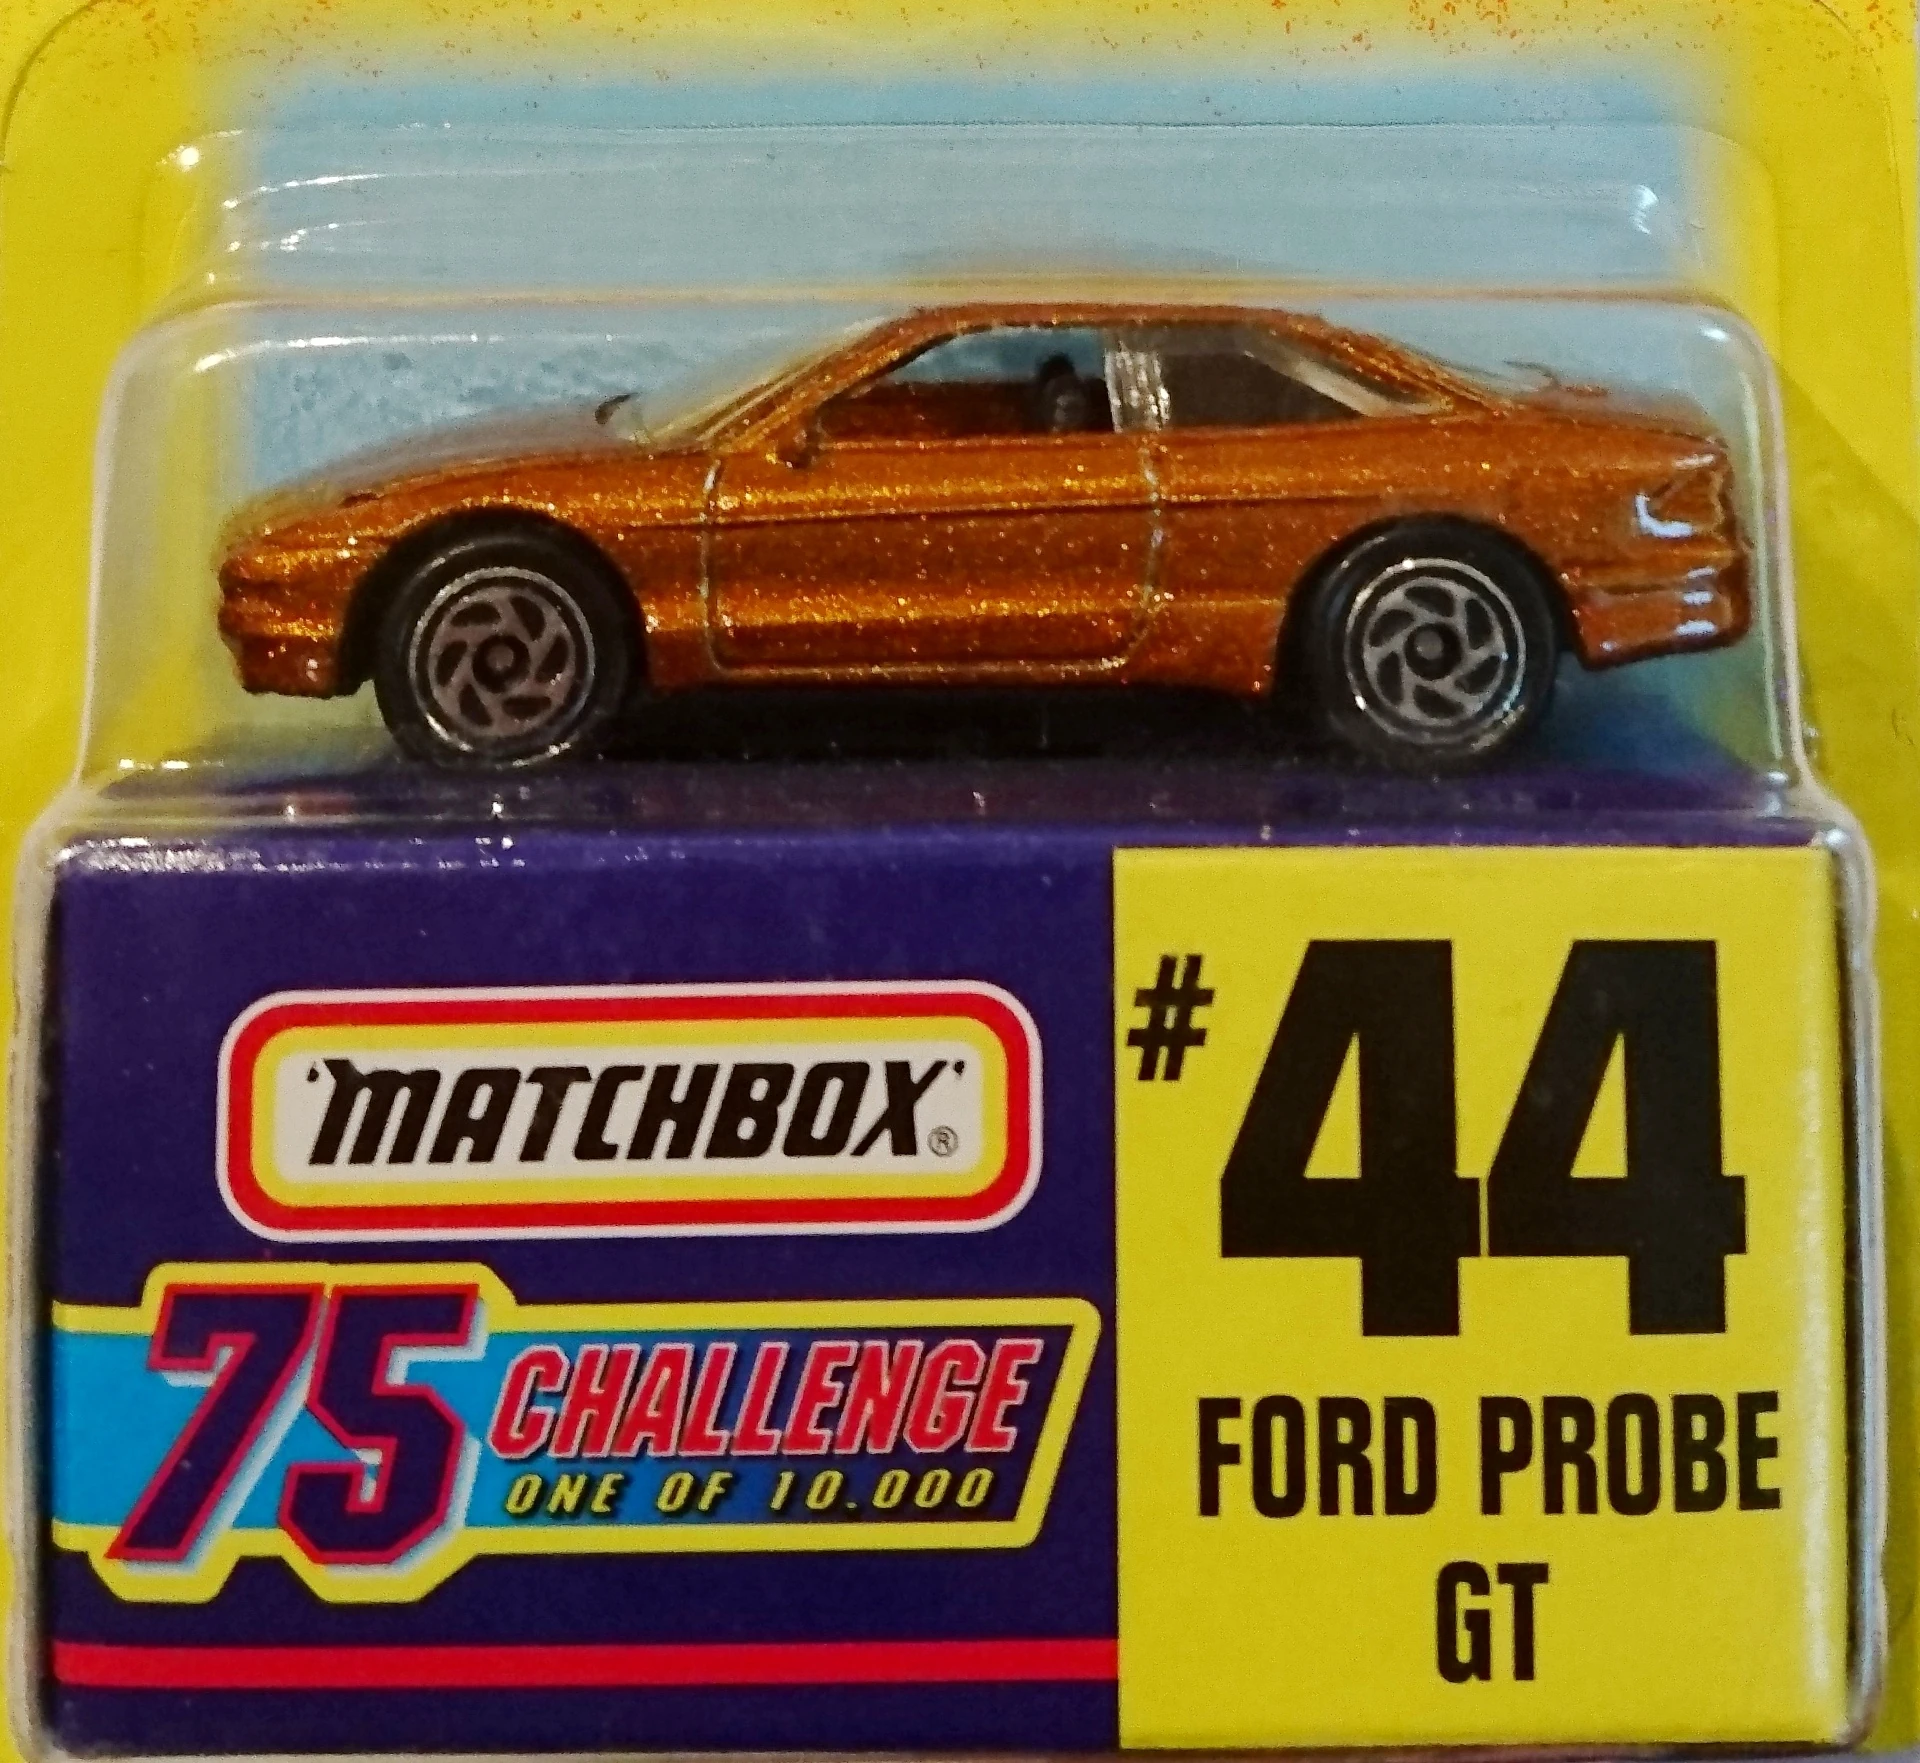 'MATCHBOX'®
75 CHALLENGE
ONE OF 10.000
#44
FORD PROBE
GT